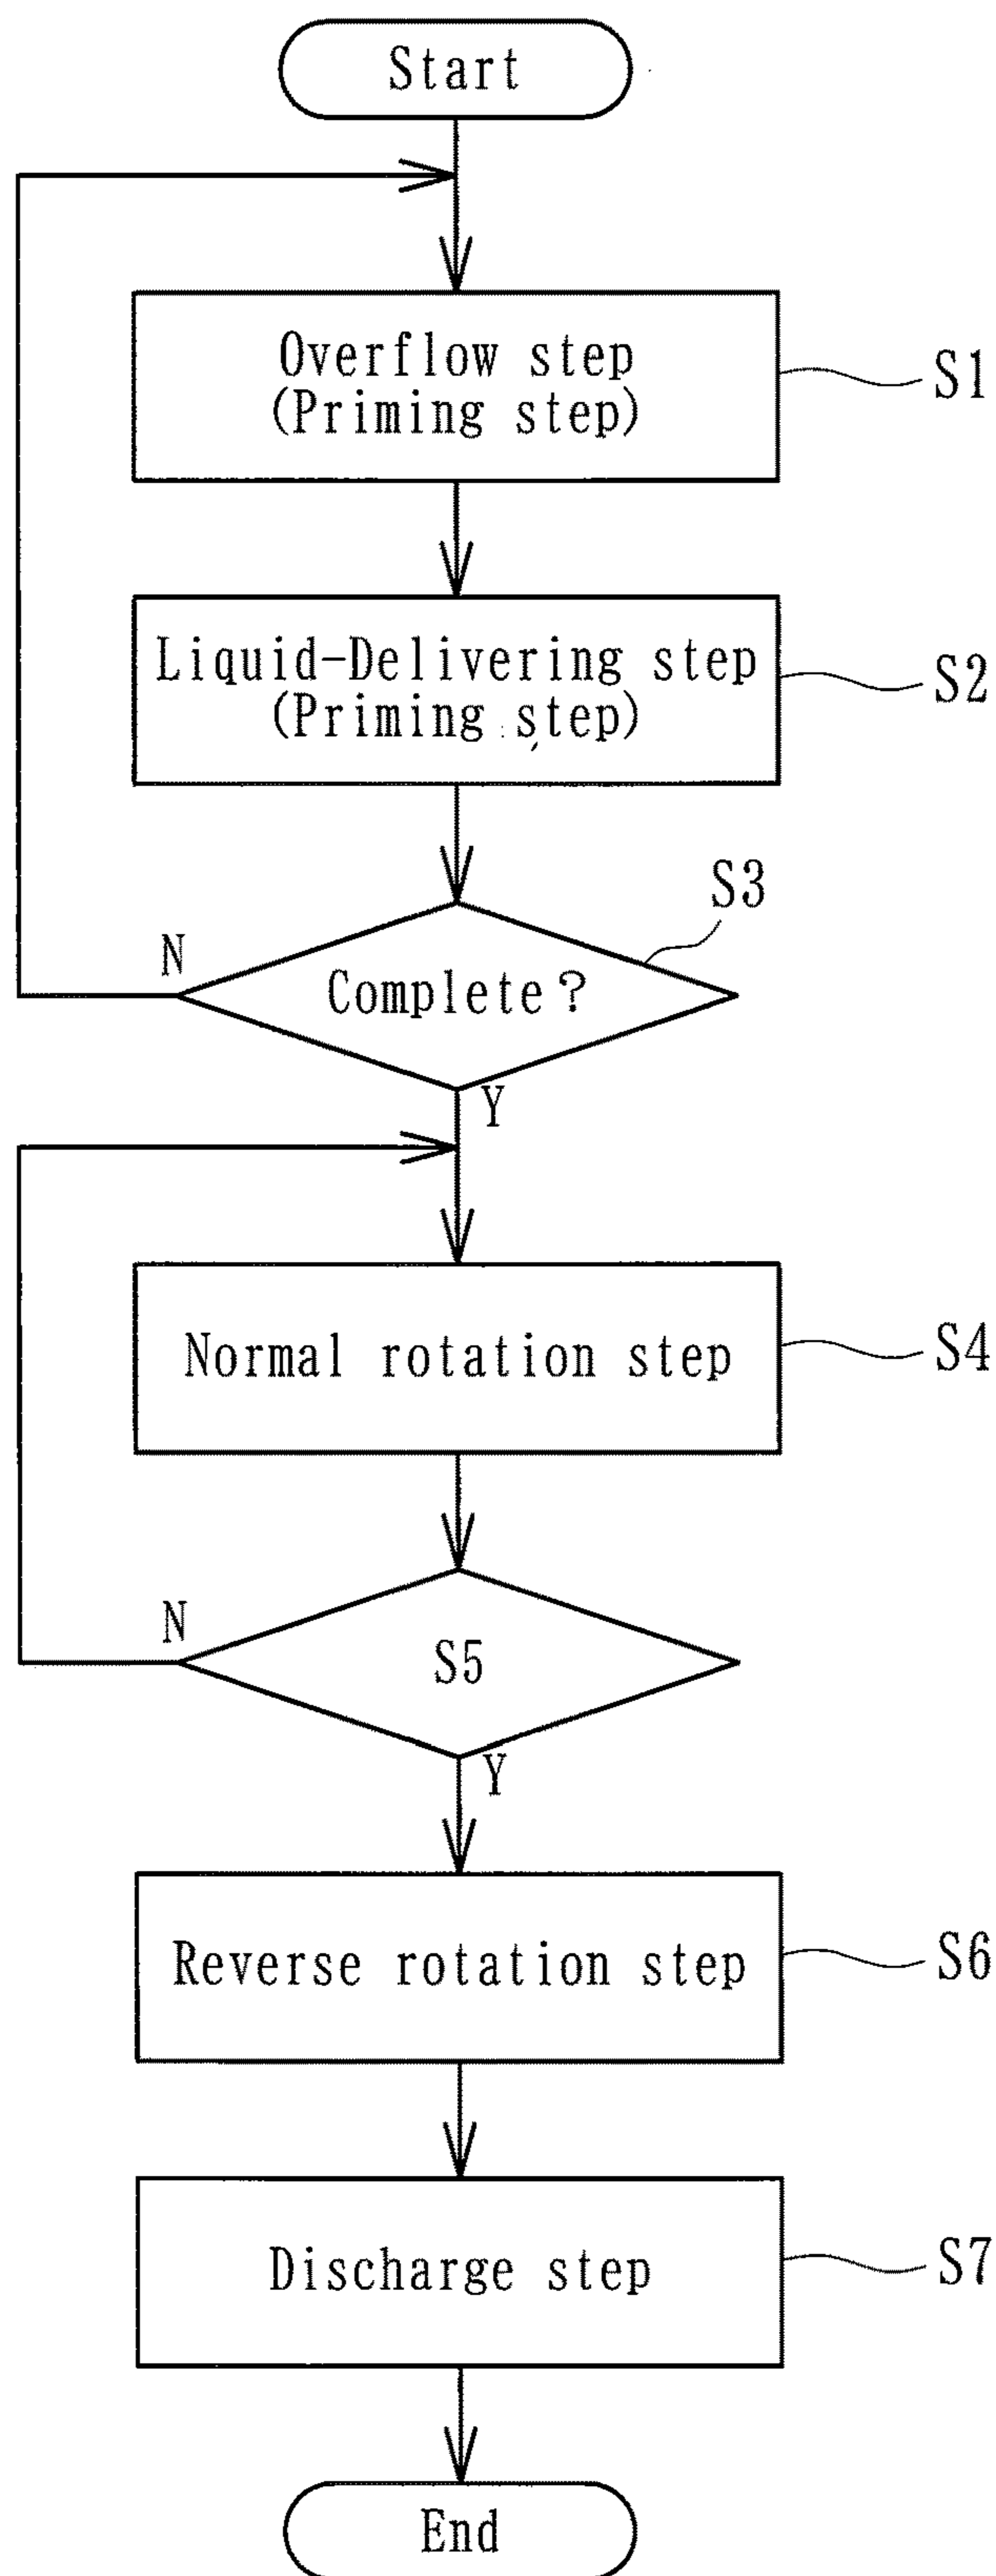 Start
Overflow step
(Priming step)
S1
Liquid-Delivering step
(Priming step)
S2
S3
N
Complete?
Y
Normal rotation step
S4
N
S5
Y
Reverse rotation step
S6
Discharge step
S7
End